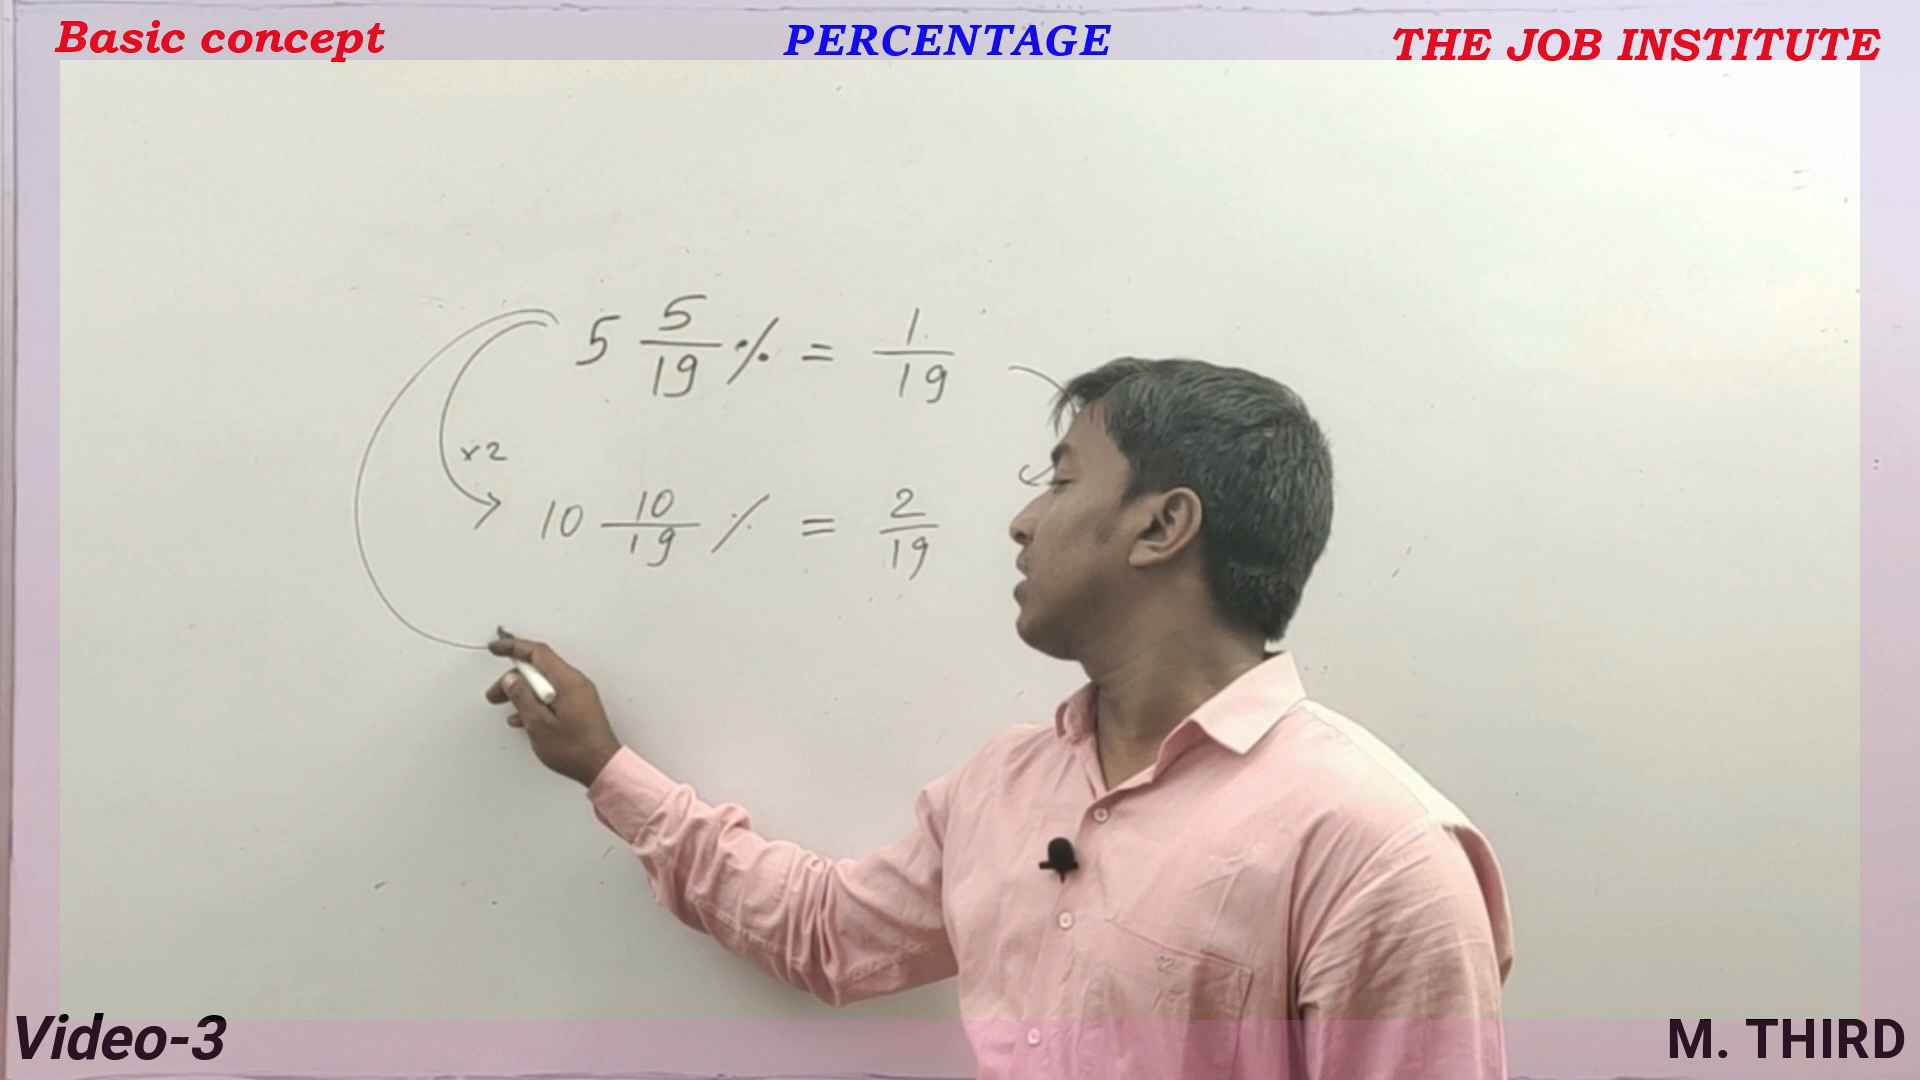 Basic concept
PERCENTAGE
THE JOB INSTITUTE
5 5/19 % = 1/19
×2
10 10/19 % = 2/19
Video-3
M. THIRD